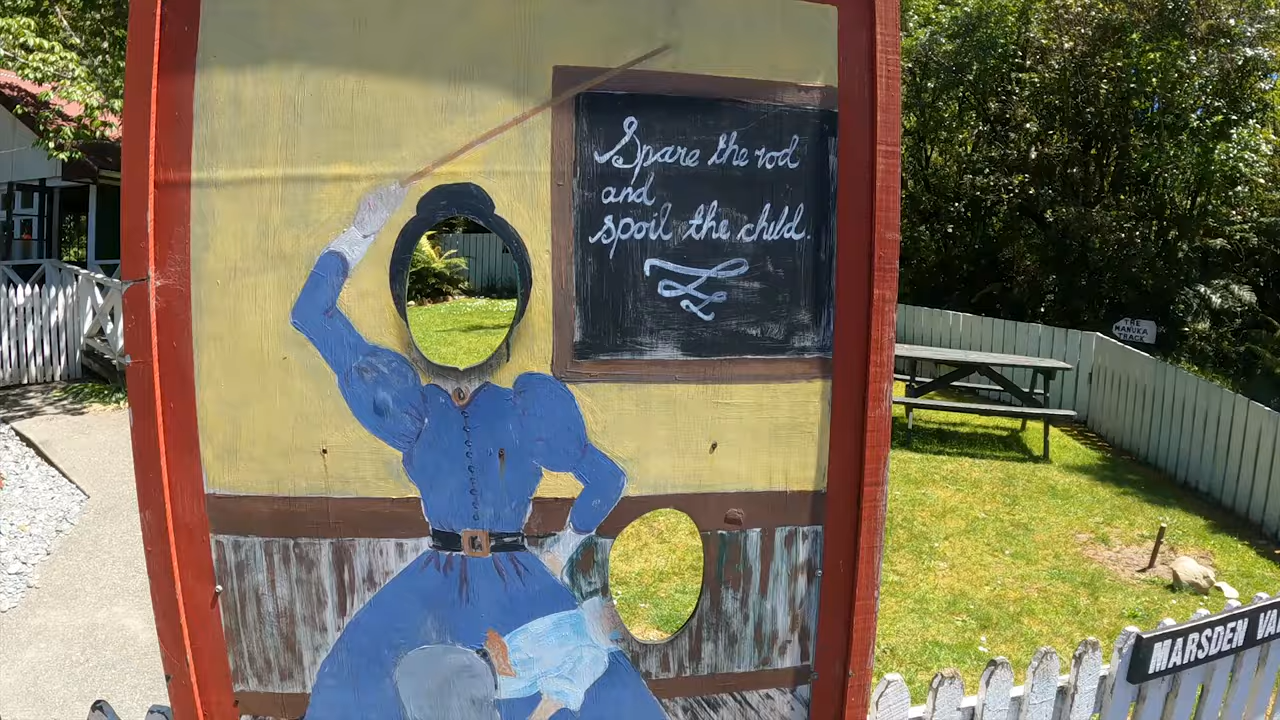 Spare the rod
and
spoil the child.
THE
MANUKA
TRACK
MARSDEN VA